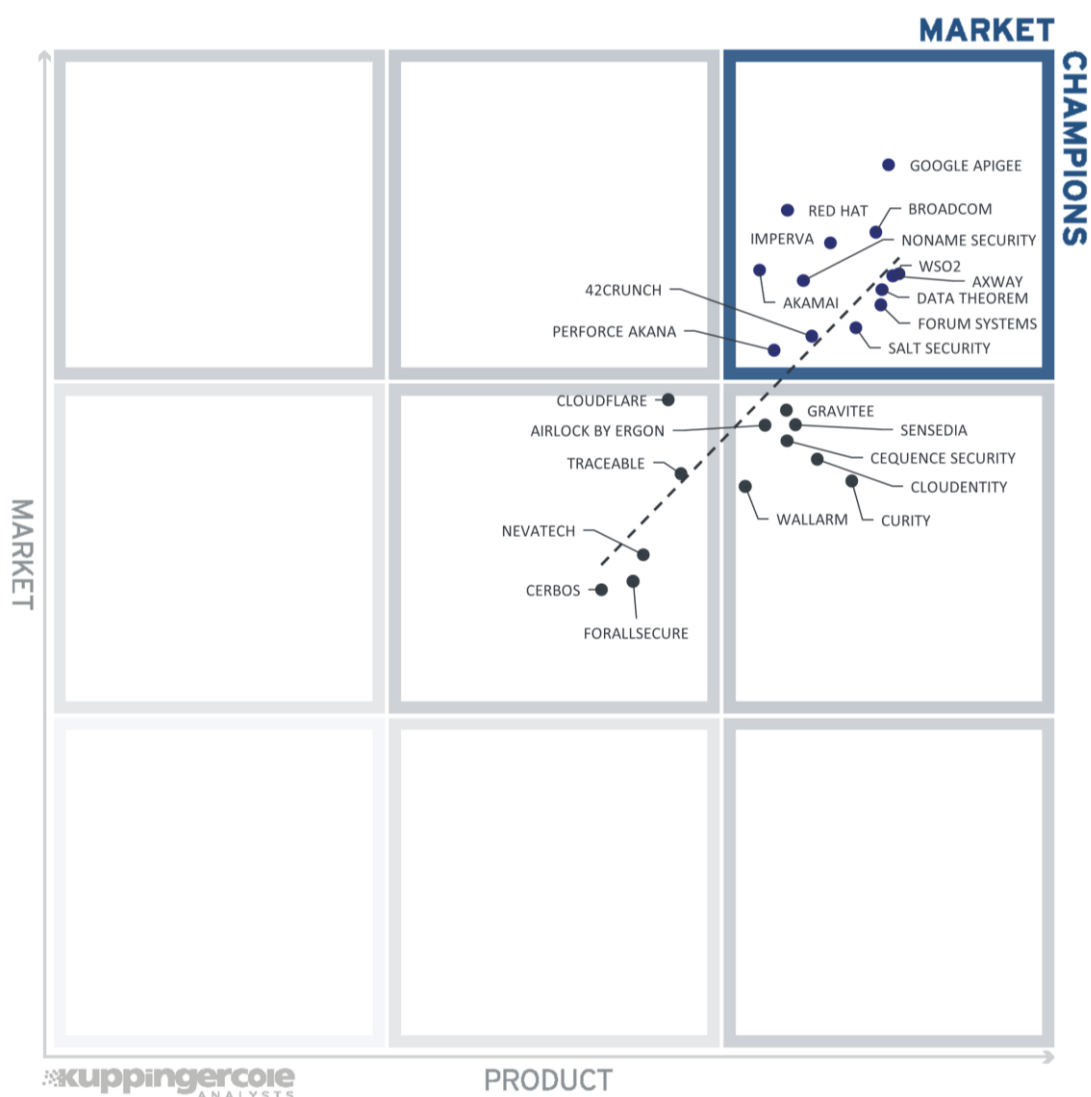 MARKET
CHAMPIONS
GOOGLE APIGEE
RED HAT
BROADCOM
IMPERVA
NONAME SECURITY
WSO2
AXWAY
42CRUNCH
AKAMAI
DATA THEOREM
FORUM SYSTEMS
PERFORCE AKANA
SALT SECURITY
CLOUDFLARE
GRAVITEE
AIRLOCK BY ERGON
SENSEDIA
TRACEABLE
CEQUENCE SECURITY
CLOUDENTITY
WALLARM
CURITY
NEVATECH
CERBOS
FORALLSECURE
MARKET
PRODUCT
kuppingercole
ANALYSTS